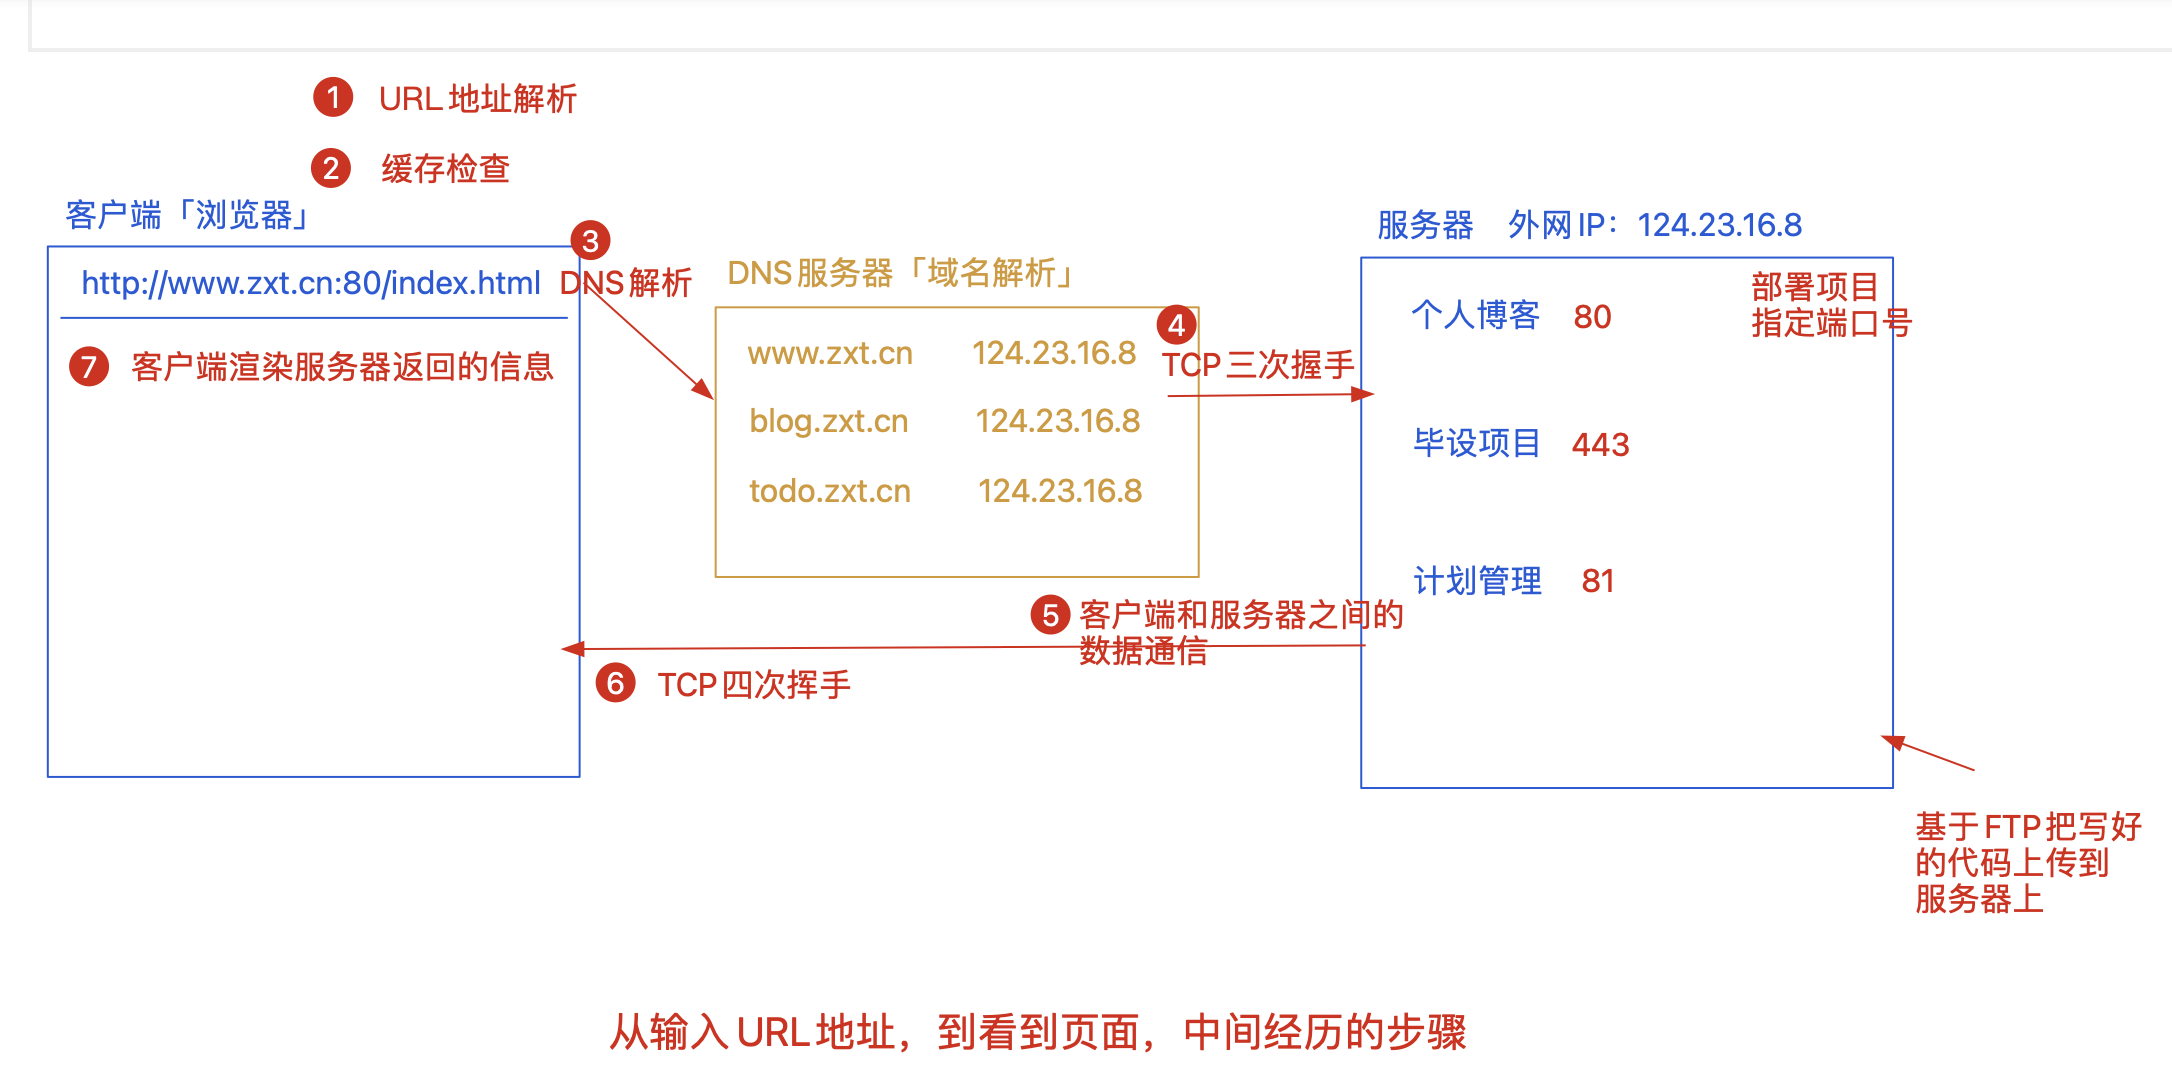 1 URL 地址解析
2 缓存检查
客户端「浏览器」
http://www.zxt.cn:80/index.html
3
DNS 解析
7 客户端渲染服务器返回的信息
DNS 服务器「域名解析」
www.zxt.cn 124.23.16.8
blog.zxt.cn 124.23.16.8
todo.zxt.cn 124.23.16.8
4
TCP 三次握手
服务器 外网 IP：124.23.16.8
个人博客 80
部署项目
指定端口号
毕设项目 443
计划管理 81
5 客户端和服务器之间的
数据通信
6 TCP 四次挥手
基于 FTP 把写好
的代码上传到
服务器上
从输入 URL 地址，到看到页面，中间经历的步骤